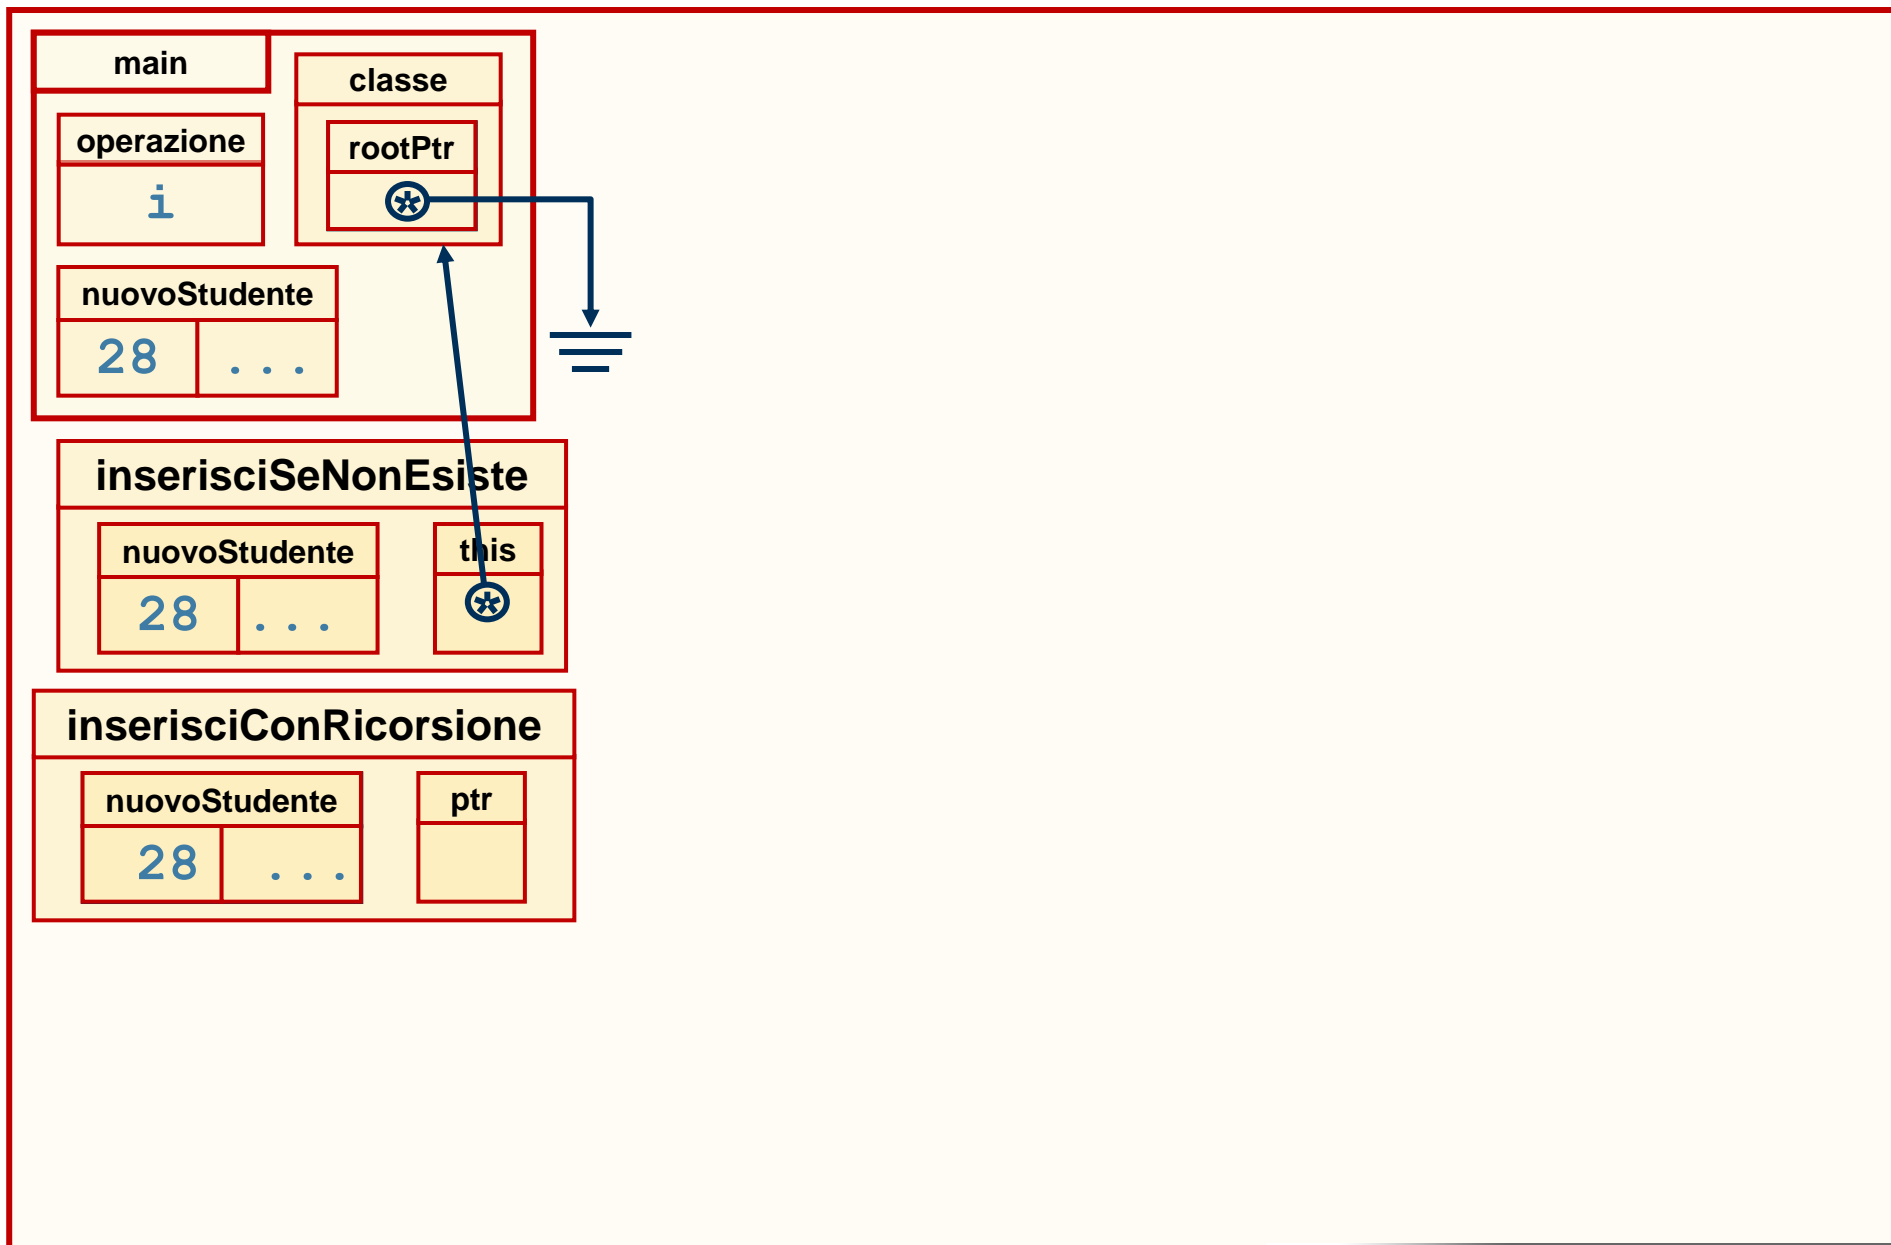 main
classe
operazione
rootPtr
i
*
nuovoStudente
28 ...
inserisciSeNonEsiste
nuovoStudente this
28 ... *
inserisciConRicorsione
nuovoStudente ptr
28 ...